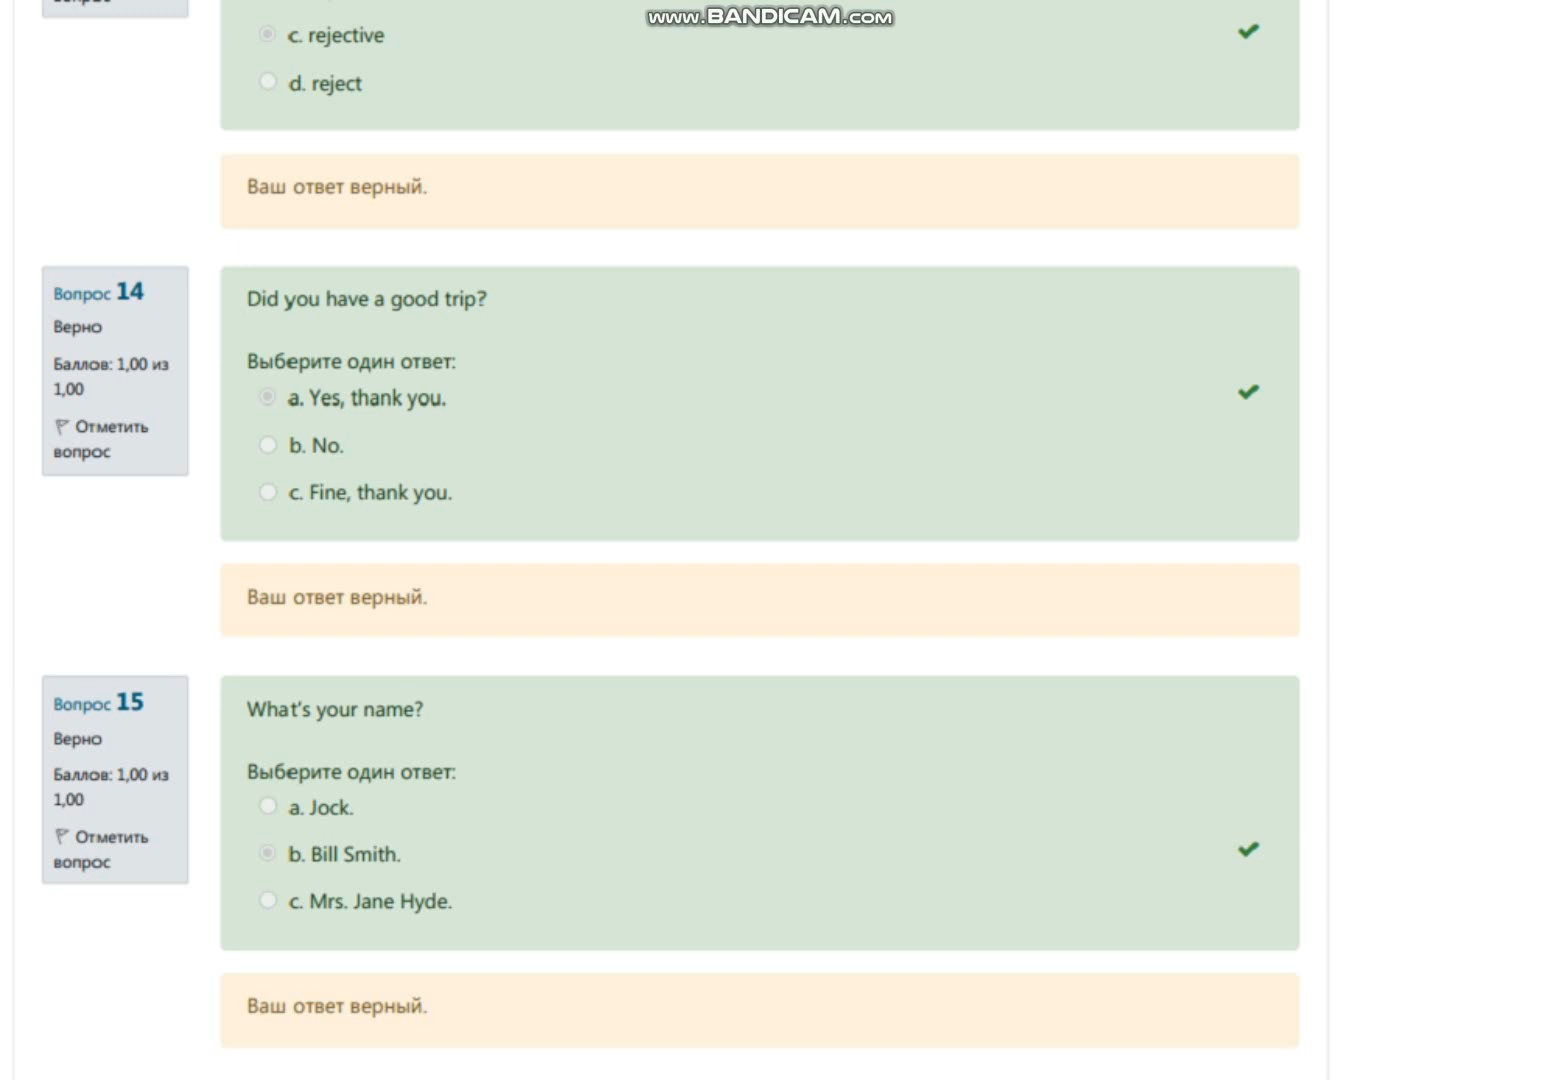 www.BANDICAM.com
c. rejective
d. reject
Ваш ответ верный.
Вопрос 14
Верно
Баллов: 1,00 из
1,00
Отметить
вопрос
Did you have a good trip?
Выберите один ответ:
a. Yes, thank you.
b. No.
c. Fine, thank you.
Ваш ответ верный.
Вопрос 15
Верно
Баллов: 1,00 из
1,00
Отметить
вопрос
What's your name?
Выберите один ответ:
a. Jock.
b. Bill Smith.
c. Mrs. Jane Hyde.
Ваш ответ верный.